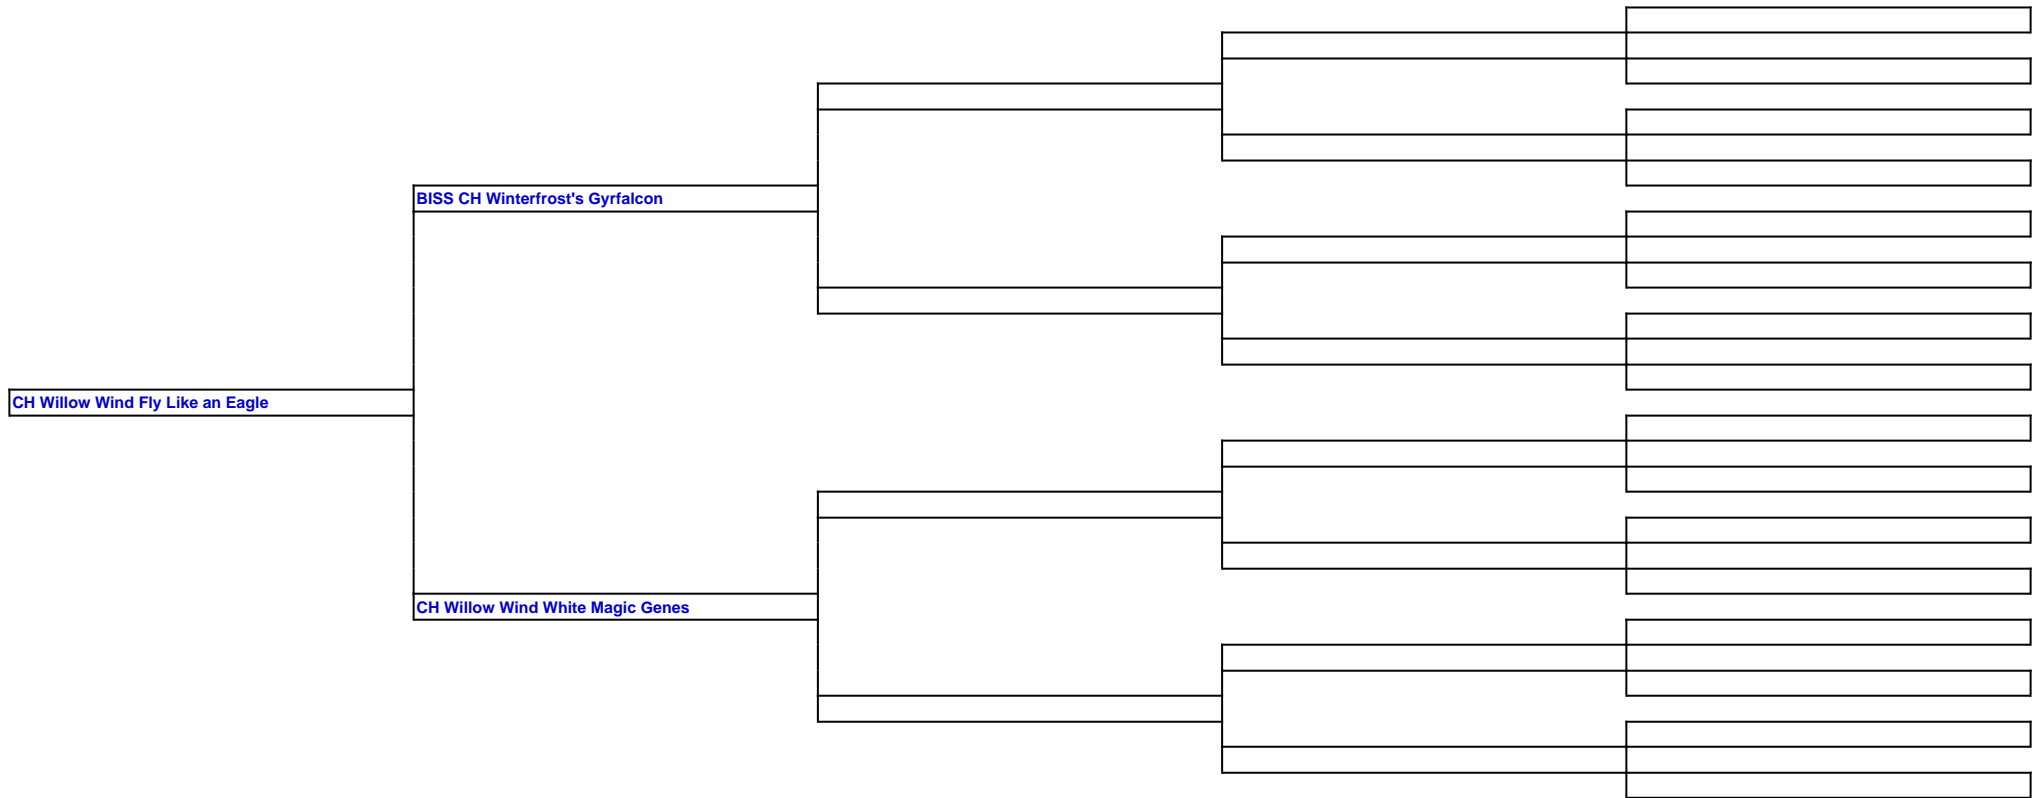 BISS CH Winterfrost's Gyrfalcon
CH Willow Wind Fly Like an Eagle
CH Willow Wind White Magic Genes